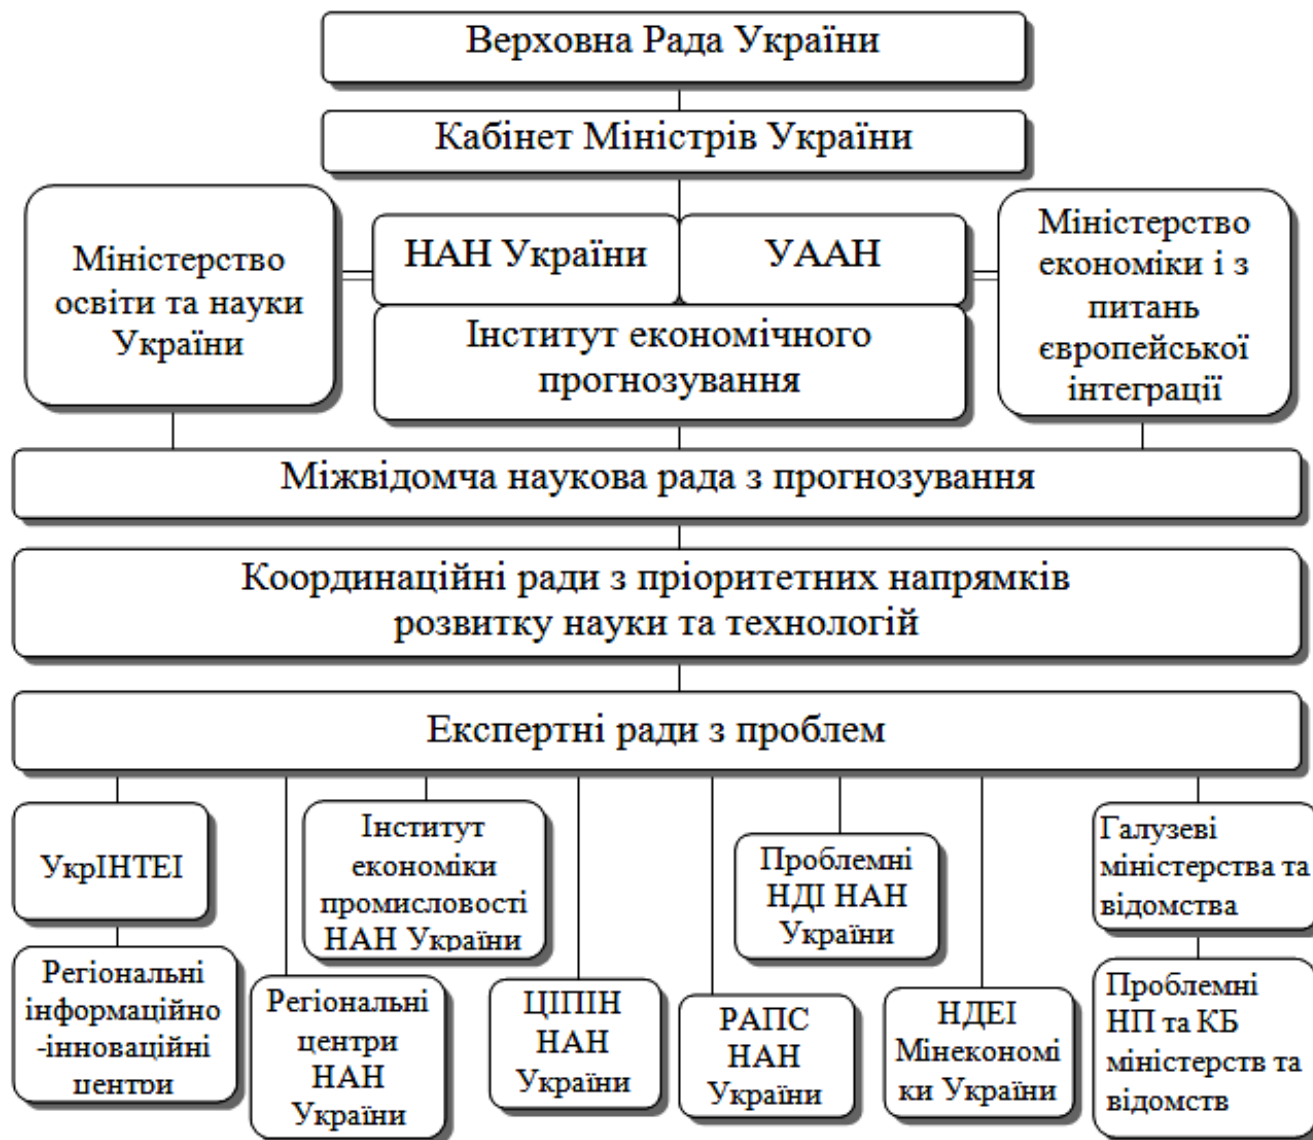 Верховна Рада України
Кабінет Міністрів України
Міністерство
освіти та науки
України
НАН України
УААН
Інститут економічного
прогнозування
Міністерство
економіки і з
питань
європейської
інтеграції
Міжвідомча наукова рада з прогнозування
Координаційні ради з пріоритетних напрямків
розвитку науки та технологій
Експертні ради з проблем
УкрІНТЕІ
Регіональні
інформаційно
-інноваційні
центри
Регіональні
центри
НАН
України
Інститут
економіки
промисловості
НАН України
ЦІПІН
НАН
України
РАПС
НАН
України
Проблемні
НДІ НАН
України
НДЕІ
Мінекономі
ки України
Галузеві
міністерства та
відомства
Проблемні
НП та КБ
міністерств та
відомств